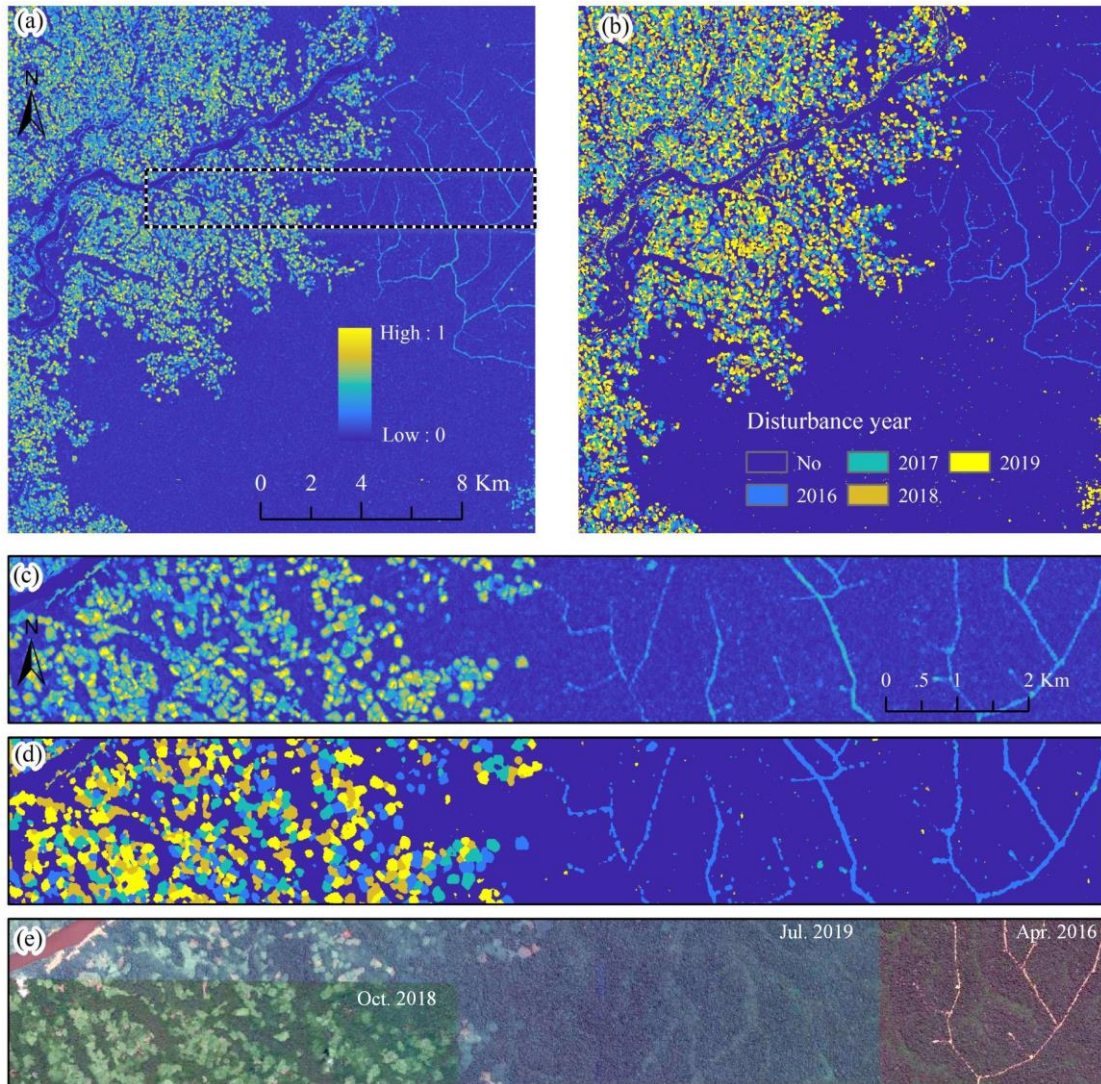 (a)
N
High : 1
Low : 0
0 2 4 8 Km
(b)
Disturbance year
No 2017 2019
2016 2018
(c)
N
0 .5 1 2 Km
(d)
(e)
Jul. 2019
Apr. 2016
Oct. 2018